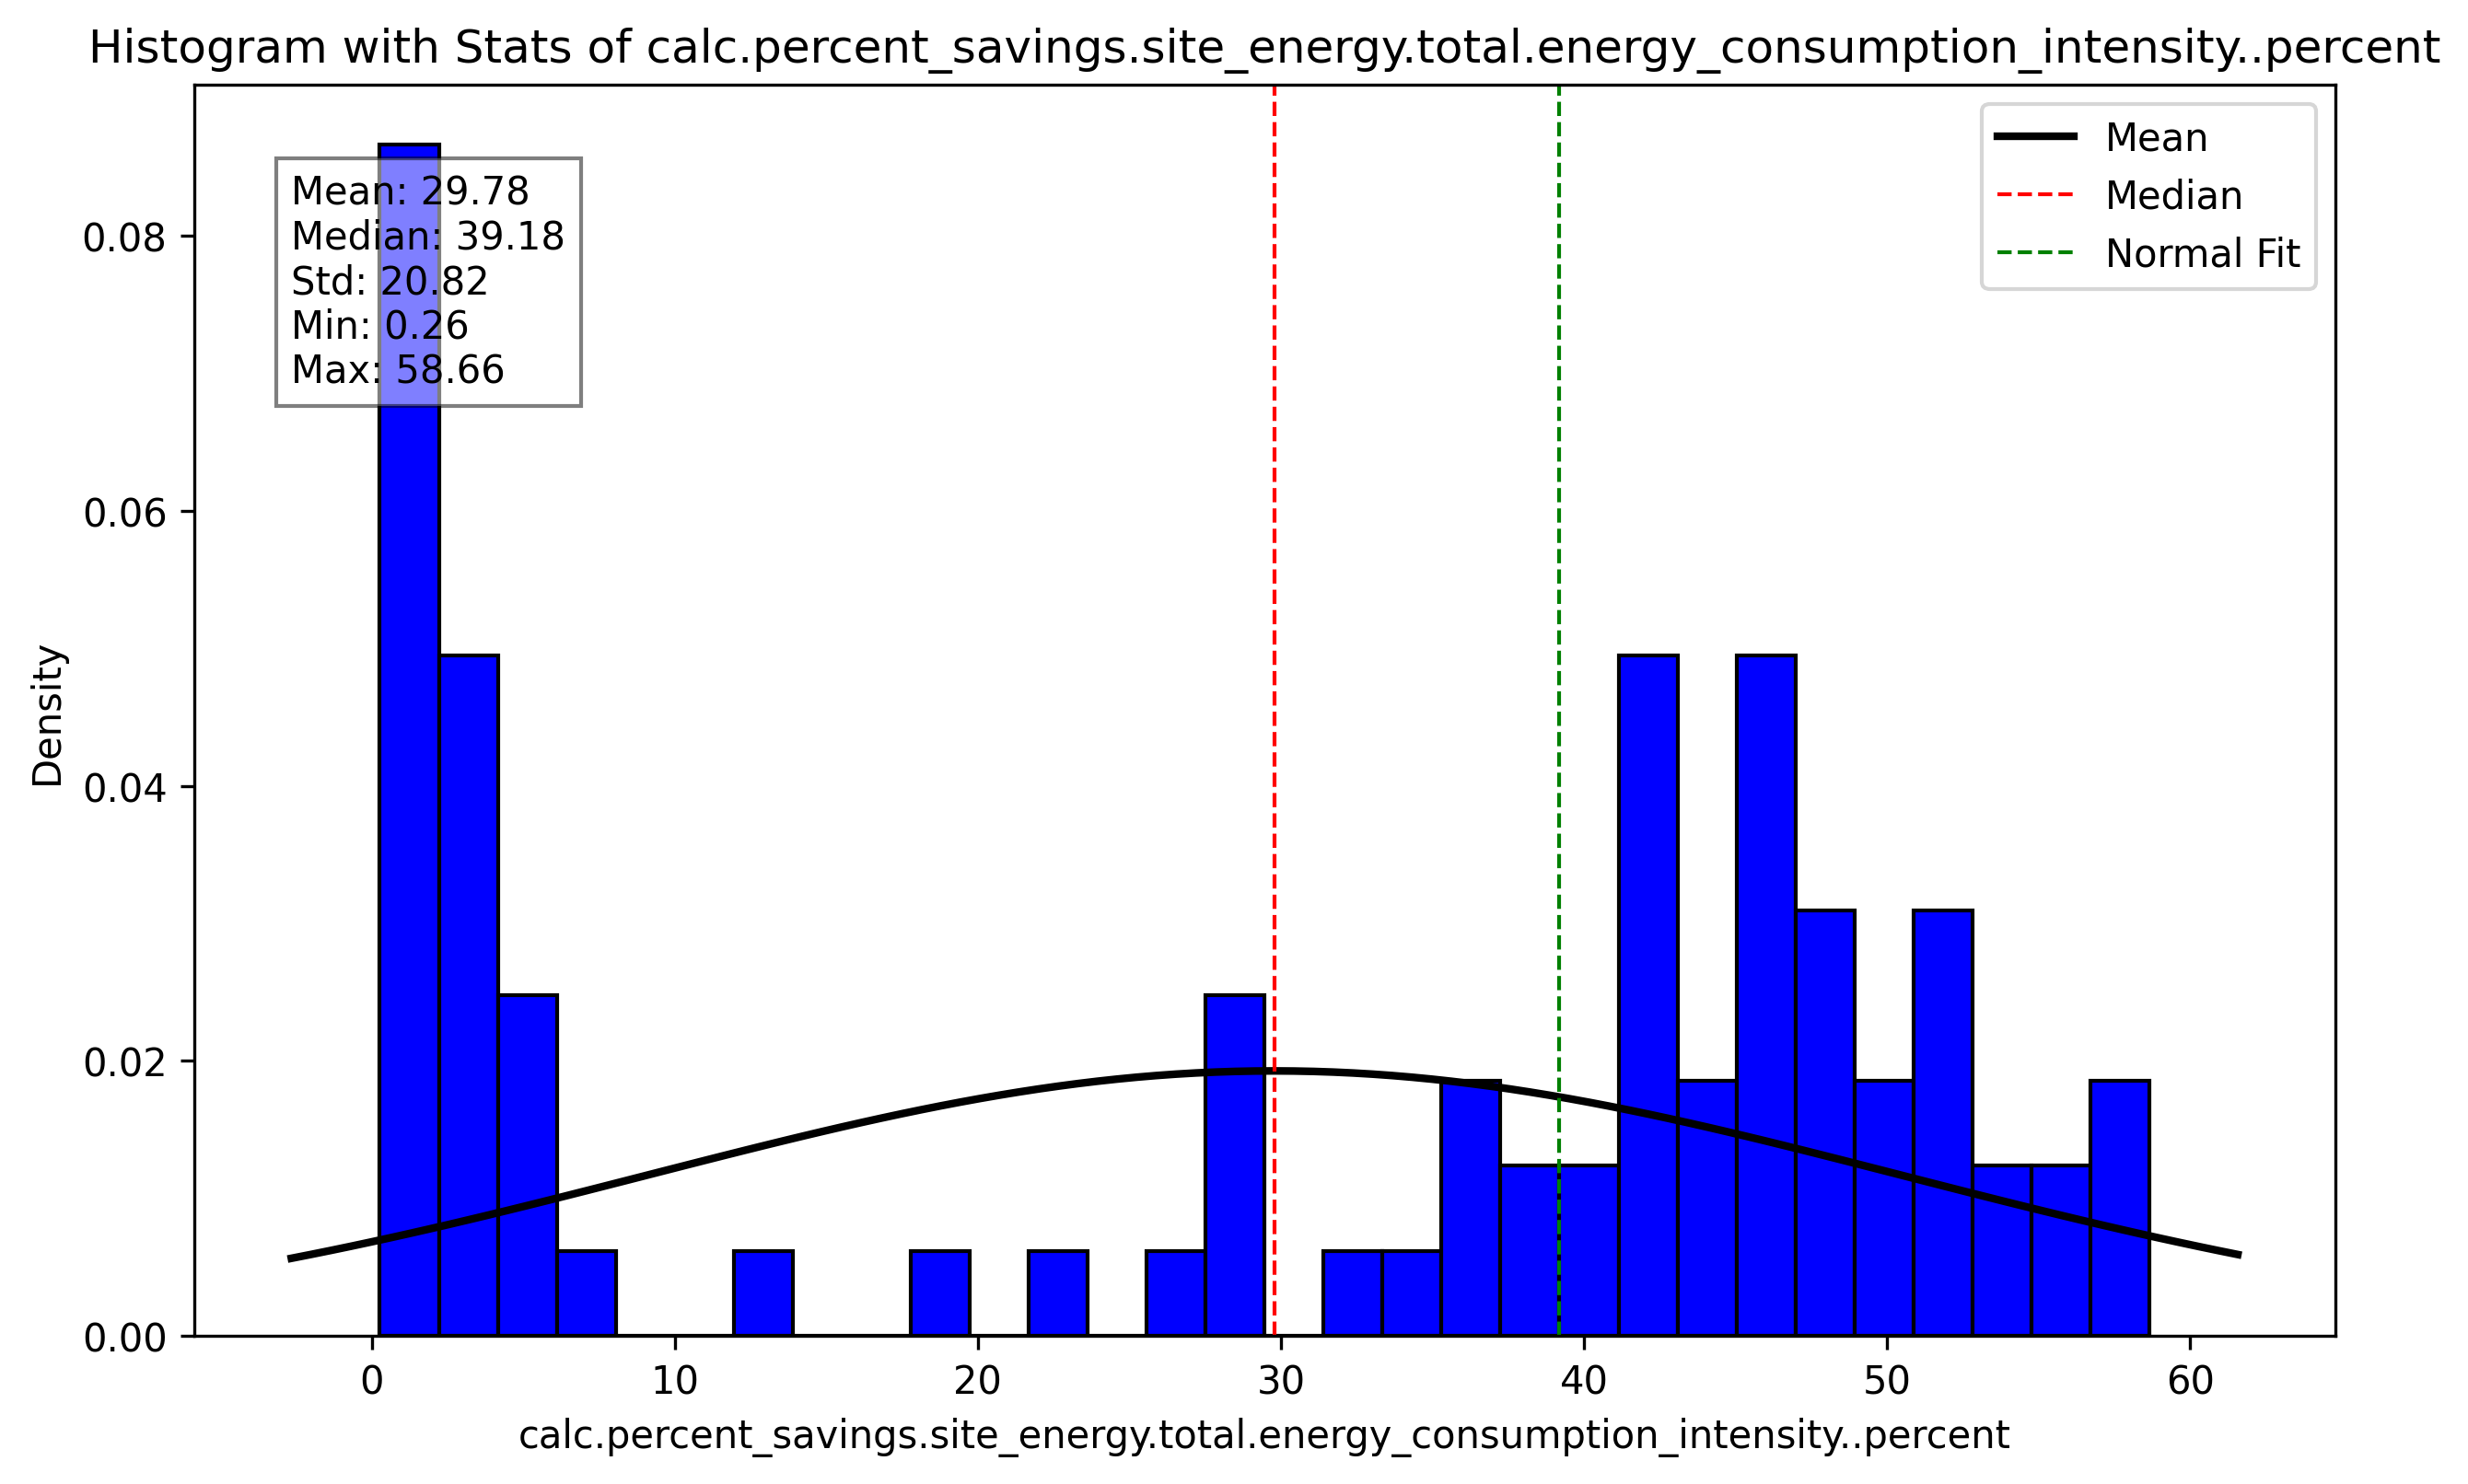 Histogram with Stats of calc.percent_savings.site_energy.total.energy_consumption_intensity..percent
Mean: 29.78
Median: 39.18
Std: 20.82
Min: 0.26
Max: 58.66
Mean
Median
Normal Fit
Density
0.08
0.06
0.04
0.02
0.00
0 10 20 30 40 50 60
calc.percent_savings.site_energy.total.energy_consumption_intensity..percent